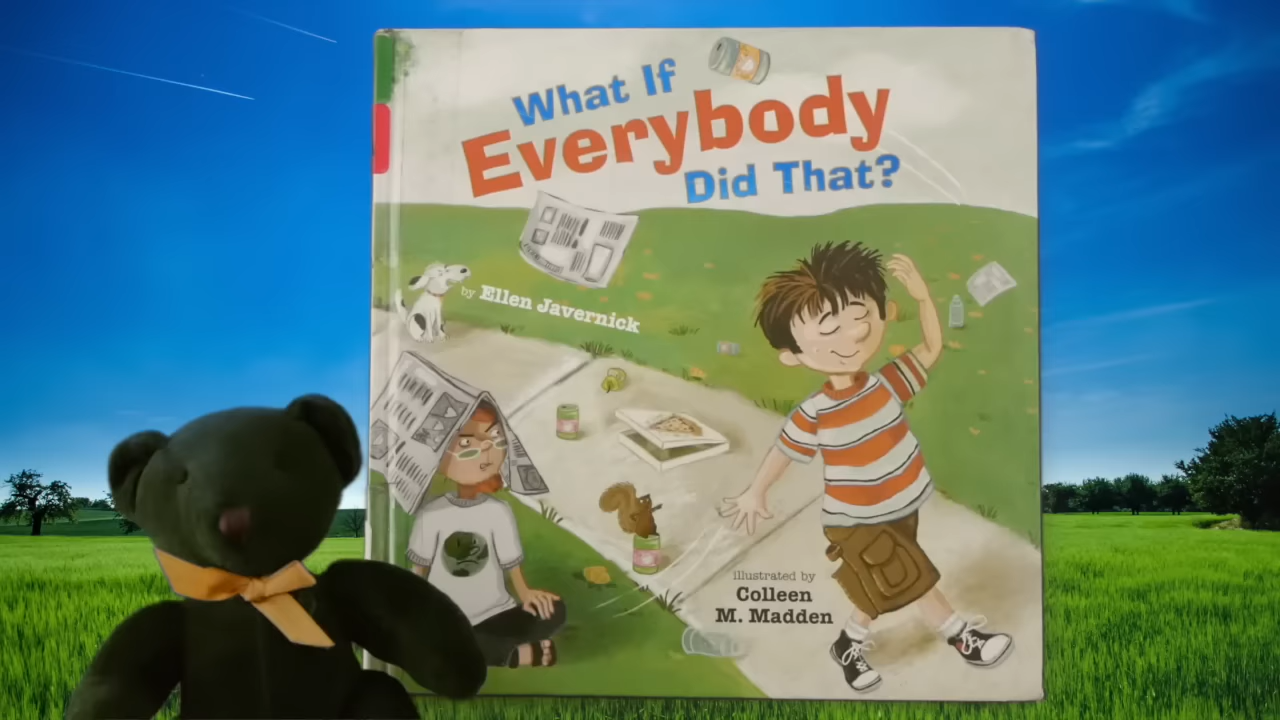 What If
Everybody
Did That?
by Ellen Javernick
illustrated by
Colleen
M. Madden